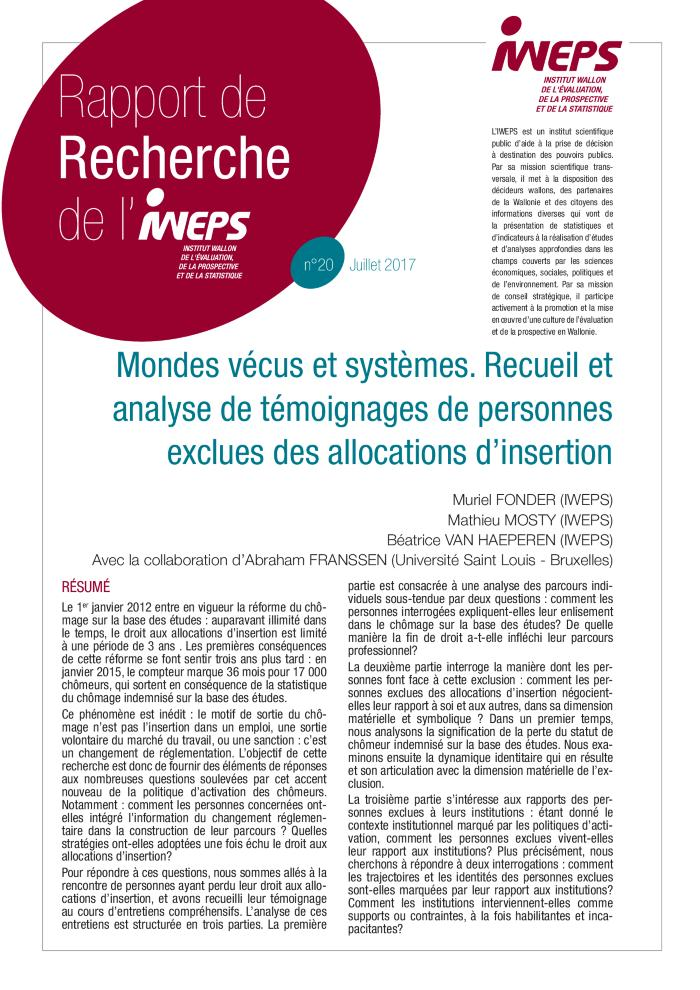 Rapport de
Recherche
de l'iWEPS
INSTITUT WALLON
DE L'ÉVALUATION,
DE LA PROSPECTIVE
ET DE LA STATISTIQUE
n°20 Juillet 2017
iWEPS
INSTITUT WALLON
DE L'ÉVALUATION,
DE LA PROSPECTIVE
ET DE LA STATISTIQUE
L'IWEPS est un institut scientifique
public d'aide à la prise de décision
à destination des pouvoirs publics.
Par sa mission scientifique trans-
versale, il met à la disposition des
décideurs wallons, des partenaires
de la Wallonie et des citoyens des
informations diverses qui vont de
la présentation de statistiques et
d'indicateurs à la réalisation d'études
et d'analyses approfondies dans les
champs couverts par les sciences
économiques, sociales, politiques et
de l'environnement. Par sa mission
de conseil stratégique, il participe
activement à la promotion et la mise
en œuvre d'une culture de l'évaluation
et de la prospective en Wallonie.
Mondes vécus et systèmes. Recueil et
analyse de témoignages de personnes
exclues des allocations d'insertion
Muriel FONDER (IWEPS)
Mathieu MOSTY (IWEPS)
Béatrice VAN HAEPEREN (IWEPS)
Avec la collaboration d'Abraham FRANSSEN (Université Saint Louis - Bruxelles)
RÉSUMÉ
Le 1er janvier 2012 entre en vigueur la réforme du chô-
mage sur la base des études : auparavant illimité dans
le temps, le droit aux allocations d'insertion est limité
à une période de 3 ans . Les premières conséquences
de cette réforme se font sentir trois ans plus tard : en
janvier 2015, le compteur marque 36 mois pour 17 000
chômeurs, qui sortent en conséquence de la statistique
du chômage indemnisé sur la base des études.
Ce phénomène est inédit : le motif de sortie du chô-
mage n'est pas l'insertion dans un emploi, une sortie
volontaire du marché du travail, ou une sanction : c'est
un changement de réglementation. L'objectif de cette
recherche est donc de fournir des éléments de réponses
aux nombreuses questions soulevées par cet accent
nouveau de la politique d'activation des chômeurs.
Notamment : comment les personnes concernées ont-
elles intégré l'information du changement réglemen-
taire dans la construction de leur parcours ? Quelles
stratégies ont-elles adoptées une fois échu le droit aux
allocations d'insertion?
Pour répondre à ces questions, nous sommes allés à la
rencontre de personnes ayant perdu leur droit aux allo-
cations d'insertion, et avons recueilli leur témoignage
au cours d'entretiens compréhensifs. L'analyse de ces
entretiens est structurée en trois parties. La première
partie est consacrée à une analyse des parcours indi-
viduels sous-tendue par deux questions : comment les
personnes interrogées expliquent-elles leur enlisement
dans le chômage sur la base des études? De quelle
manière la fin de droit a-t-elle infléchi leur parcours
professionnel?
La deuxième partie interroge la manière dont les per-
sonnes font face à cette exclusion : comment les per-
sonnes exclues des allocations d'insertion négocient-
elles leur rapport à soi et aux autres, dans sa dimension
matérielle et symbolique ? Dans un premier temps,
nous analysons la signification de la perte du statut de
chômeur indemnisé sur la base des études. Nous exa-
minons ensuite la dynamique identitaire qui en résulte
et son articulation avec la dimension matérielle de l'ex-
clusion.
La troisième partie s'intéresse aux rapports des per-
sonnes exclues à leurs institutions : étant donné le
contexte institutionnel marqué par les politiques d'acti-
vation, comment les personnes exclues vivent-elles
leur rapport aux institutions? Plus précisément, nous
cherchons à répondre à deux interrogations : comment
les trajectoires et les identités des personnes exclues
sont-elles marquées par leur rapport aux institutions?
Comment les institutions interviennent-elles comme
supports ou contraintes, à la fois habilitantes et inca-
pacitantes?